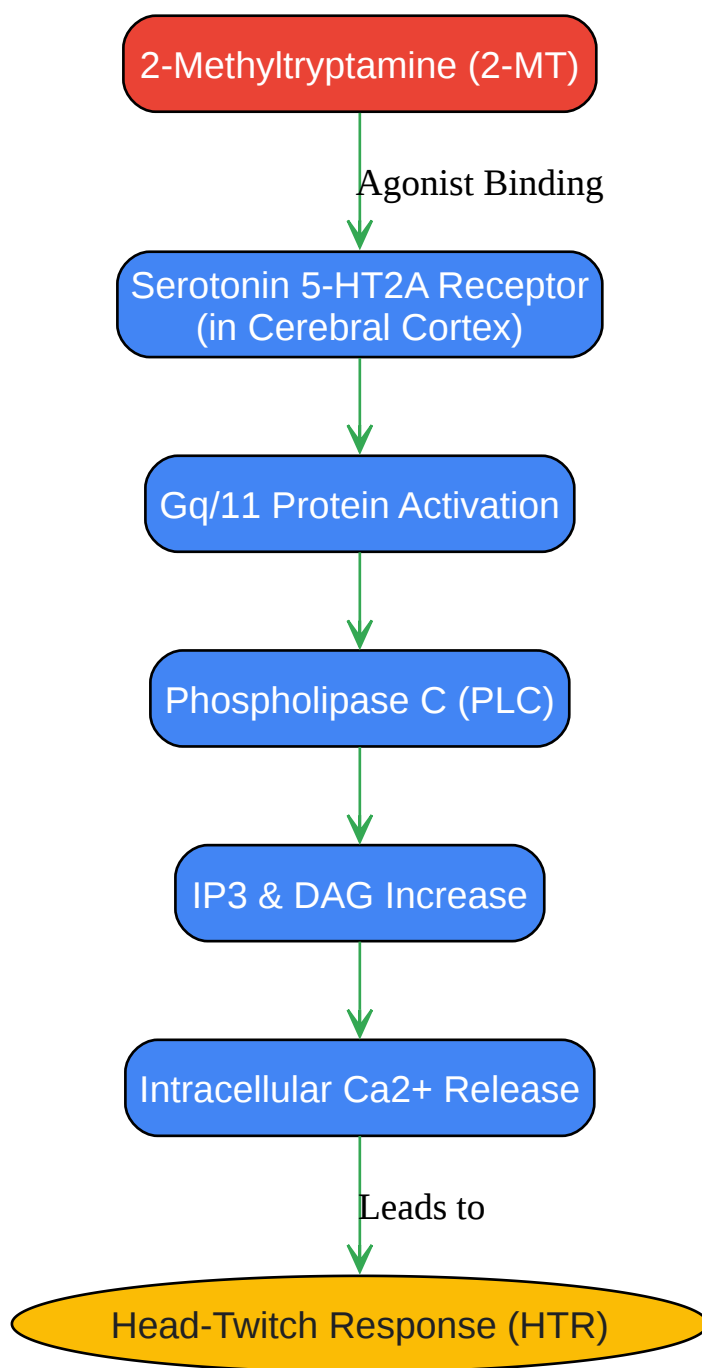 2-Methyltryptamine (2-MT)
Agonist Binding
Serotonin 5-HT2A Receptor
(in Cerebral Cortex)
Gq/11 Protein Activation
Phospholipase C (PLC)
IP3 & DAG Increase
Intracellular Ca2+ Release
Leads to
Head-Twitch Response (HTR)